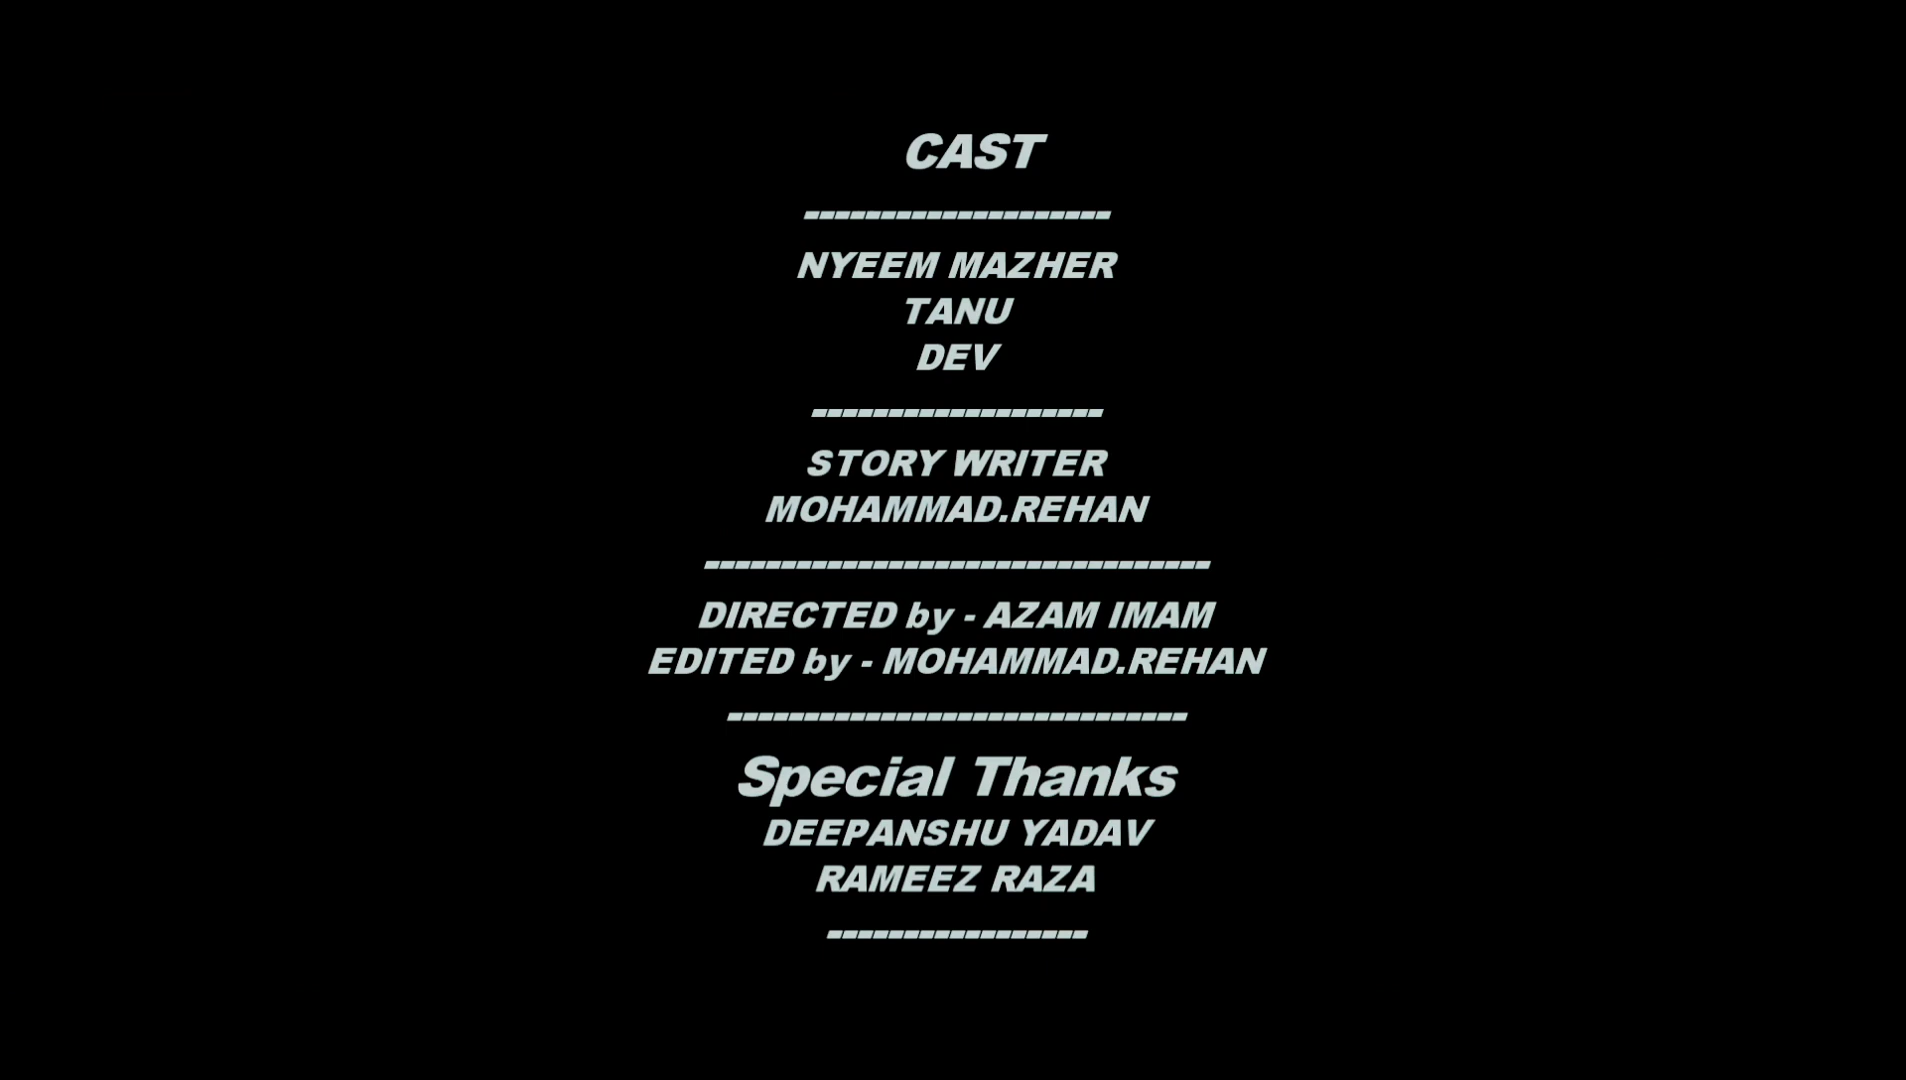 CAST
--------------------
NYEEM MAZHER
TANU
DEV
-------------------
STORY WRITER
MOHAMMAD.REHAN
---------------------------------
DIRECTED by - AZAM IMAM
EDITED by - MOHAMMAD.REHAN
------------------------------
Special Thanks
DEEPANSHU YADAV
RAMEEZ RAZA
-----------------